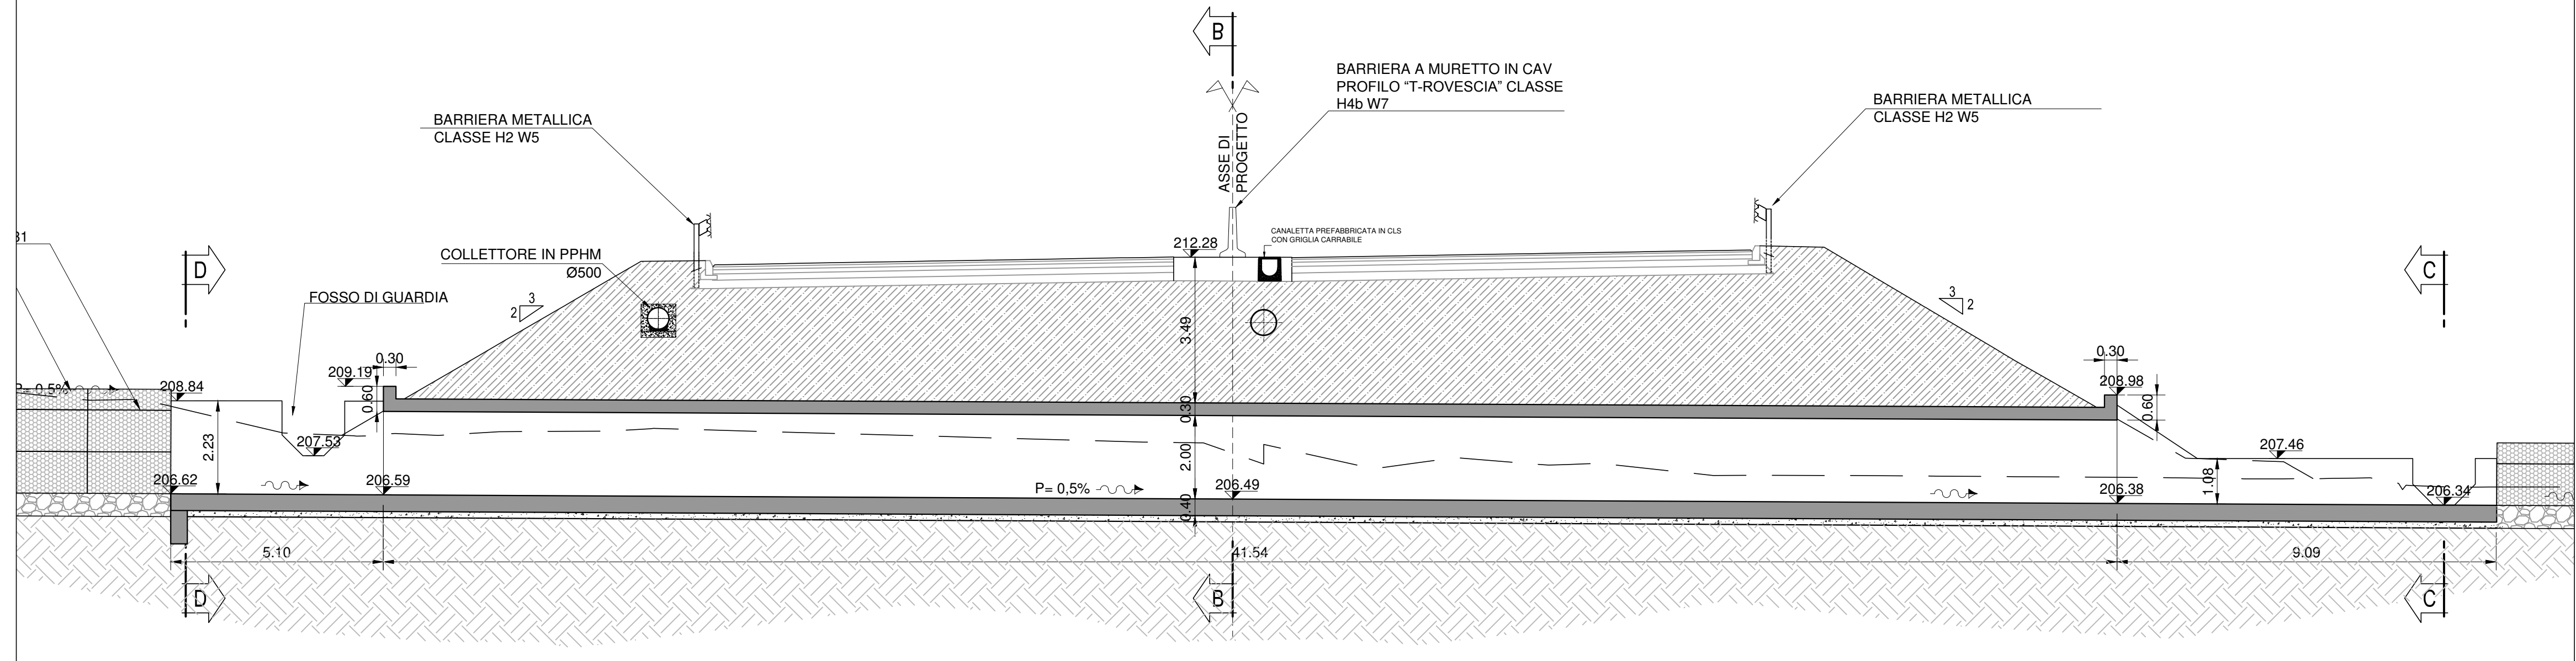 B
BARRIERA A MURETTO IN CAV
PROFILO “T-ROVESCIA” CLASSE
H4b W7
BARRIERA METALLICA
CLASSE H2 W5
BARRIERA METALLICA
CLASSE H2 W5
ASSE DI
PROGETTO
CANALETTA PREFABBRICATA IN CLS
CON GRIGLIA CARRABILE
212.28
31
COLLETTORE IN PPHM
Ø500
D
C
FOSSO DI GUARDIA
3
2
3
2
3.49
0.30
209.19
0.60
0.30
208.98
0.60
P= 0,5%
208.84
0.30
2.23
207.53
2.00
207.46
1.08
206.62
206.59
P= 0,5%
206.49
206.38
206.34
0.40
5.10
41.54
9.09
D
B
C